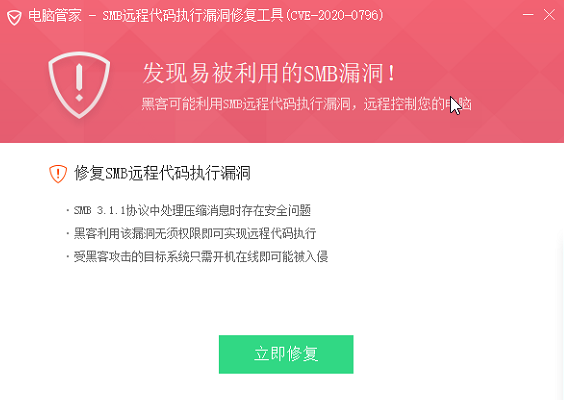 电脑管家 - SMB远程代码执行漏洞修复工具(CVE-2020-0796)
发现易被利用的SMB漏洞!
黑客可能利用SMB远程代码执行漏洞，远程控制您的电脑
修复SMB远程代码执行漏洞
· SMB 3.1.1协议中处理压缩消息时存在安全问题
· 黑客利用该漏洞无须权限即可实现远程代码执行
· 受黑客攻击的目标系统只需开机在线即可能被入侵
立即修复